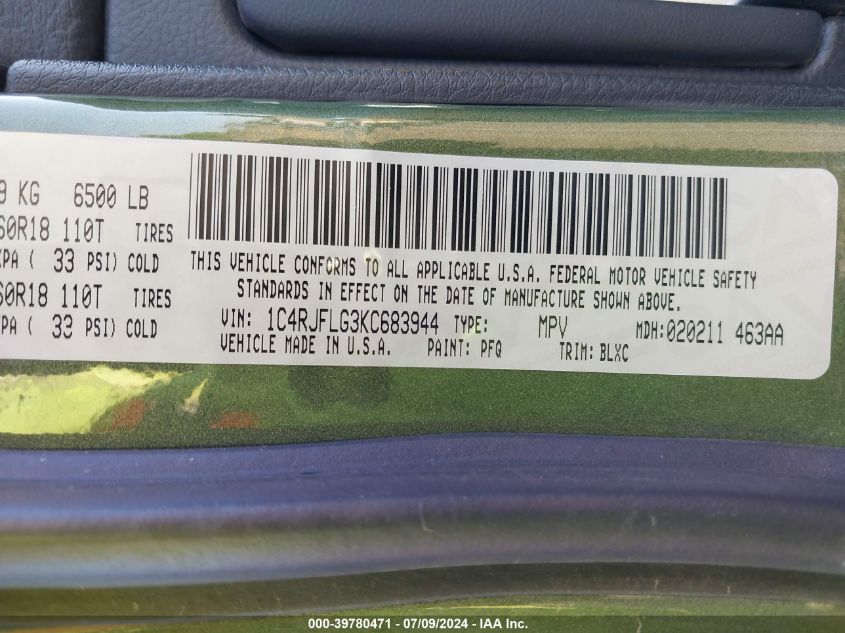 9 KG 6500 LB
60R18 110T TIRES
KPA ( 33 PSI) COLD
60R18 110T TIRES
KPA ( 33 PSI) COLD
THIS VEHICLE CONFORMS TO ALL APPLICABLE U.S.A. FEDERAL MOTOR VEHICLE SAFETY
STANDARDS IN EFFECT ON THE DATE OF MANUFACTURE SHOWN ABOVE.
VIN: 1C4RJFLG3KC683944 TYPE: MPV MDH:020211 463AA
VEHICLE MADE IN U.S.A. PAINT: PFQ TRIM: BLXC
000-39780471 - 07/09/2024 - IAA Inc.